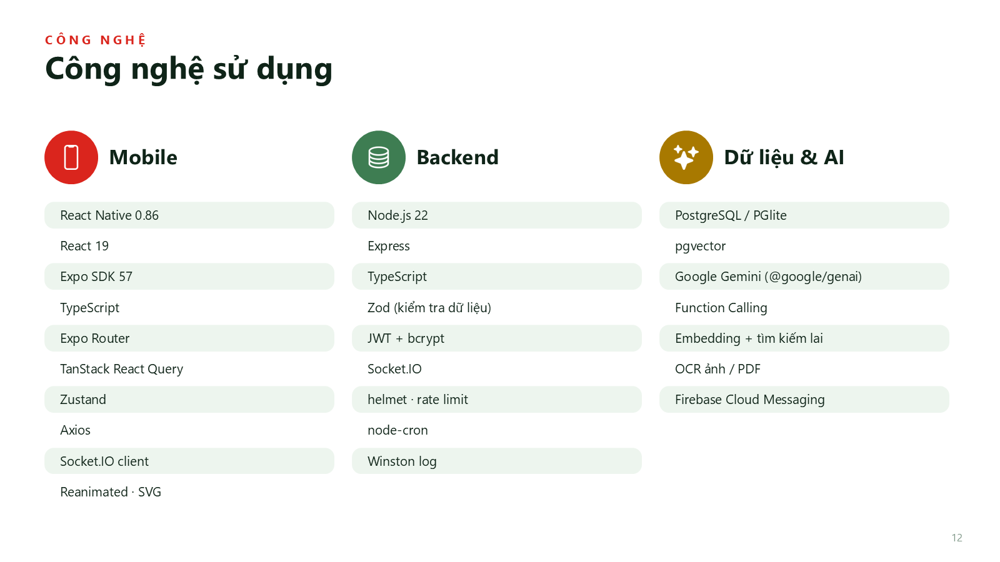 CÔNG NGHỆ
Công nghệ sử dụng
Mobile
React Native 0.86
React 19
Expo SDK 57
TypeScript
Expo Router
TanStack React Query
Zustand
Axios
Socket.IO client
Reanimated · SVG
Backend
Node.js 22
Express
TypeScript
Zod (kiểm tra dữ liệu)
JWT + bcrypt
Socket.IO
helmet · rate limit
node-cron
Winston log
Dữ liệu & AI
PostgreSQL / PGlite
pgvector
Google Gemini (@google/genai)
Function Calling
Embedding + tìm kiếm lai
OCR ảnh / PDF
Firebase Cloud Messaging
12